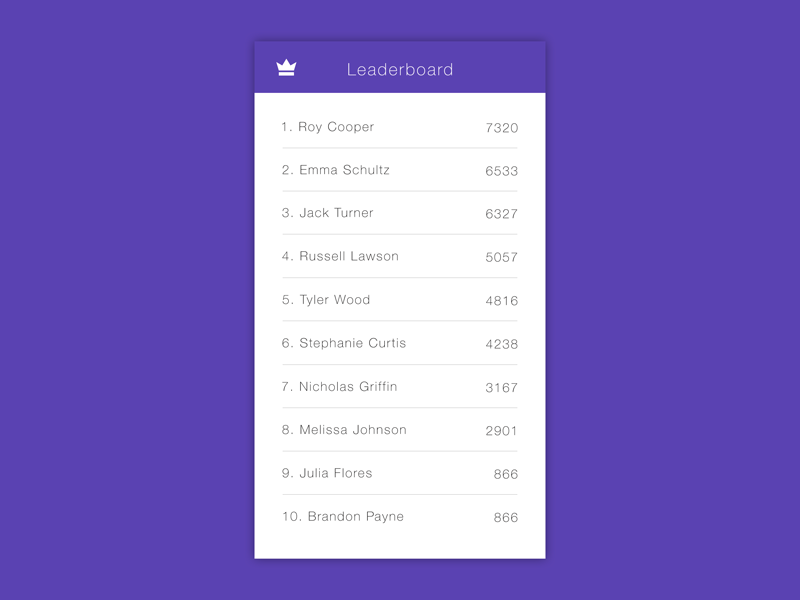 Leaderboard
1. Roy Cooper 7320
2. Emma Schultz 6533
3. Jack Turner 6327
4. Russell Lawson 5057
5. Tyler Wood 4816
6. Stephanie Curtis 4238
7. Nicholas Griffin 3167
8. Melissa Johnson 2901
9. Julia Flores 866
10. Brandon Payne 866